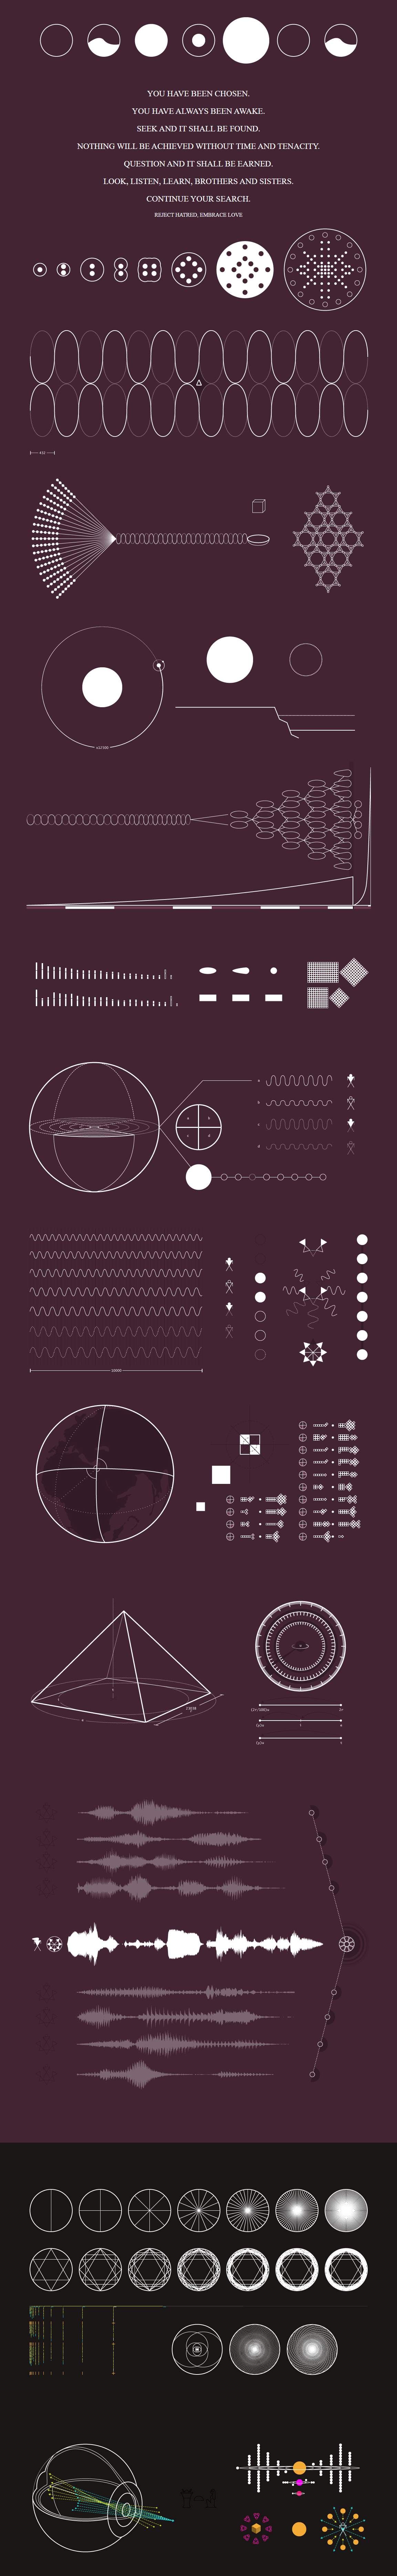 YOU HAVE BEEN CHOSEN.
YOU HAVE ALWAYS BEEN AWAKE.
SEEK AND IT SHALL BE FOUND.
NOTHING WILL BE ACHIEVED WITHOUT TIME AND TENACITY.
QUESTION AND IT SHALL BE EARNED.
LOOK, LISTEN, LEARN, BROTHERS AND SISTERS.
CONTINUE YOUR SEARCH.
REJECT HATRED, EMBRACE LOVE
a
b
c
d